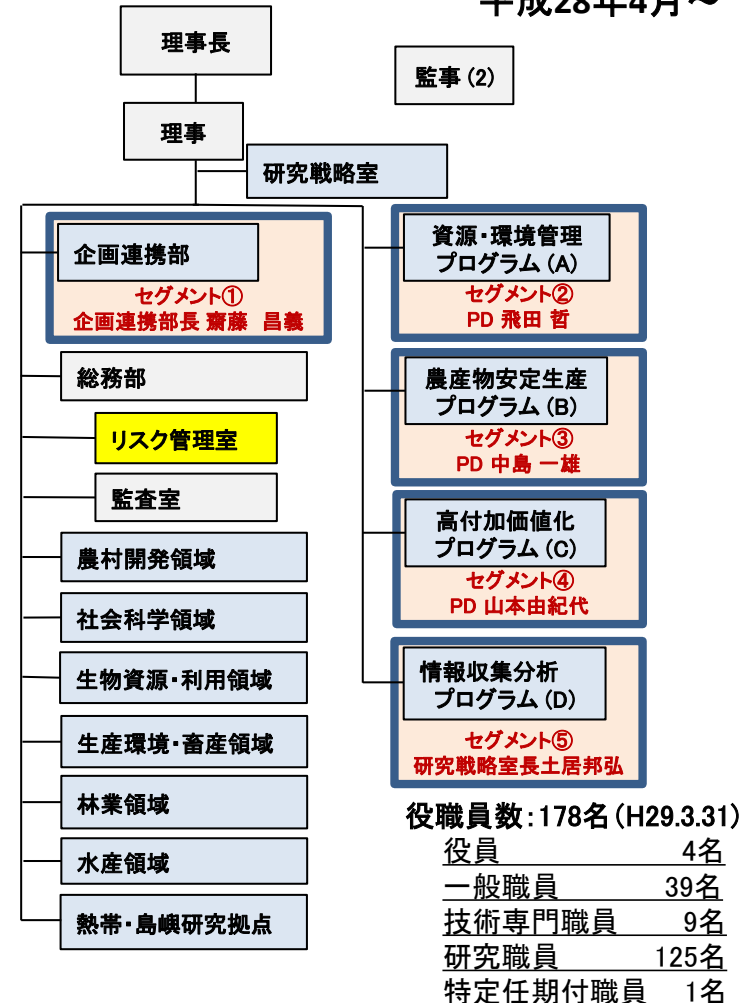 平成28年4月～
理事長
監事(2)
理事
研究戦略室
企画連携部
セグメント①
企画連携部長 齋藤 昌義
総務部
リスク管理室
監査室
農村開発領域
社会科学領域
生物資源・利用領域
生産環境・畜産領域
林業領域
水産領域
熱帯・島嶼研究拠点
資源・環境管理
プログラム(A)
セグメント②
PD 飛田 哲
農産物安定生産
プログラム(B)
セグメント③
PD 中島 一雄
高付加価値化
プログラム(C)
セグメント④
PD 山本由紀代
情報収集分析
プログラム(D)
セグメント⑤
研究戦略室長土居邦弘
役職員数：178名(H29.3.31)
役員 4名
一般職員 39名
技術専門職員 9名
研究職員 125名
特定任期付職員 1名